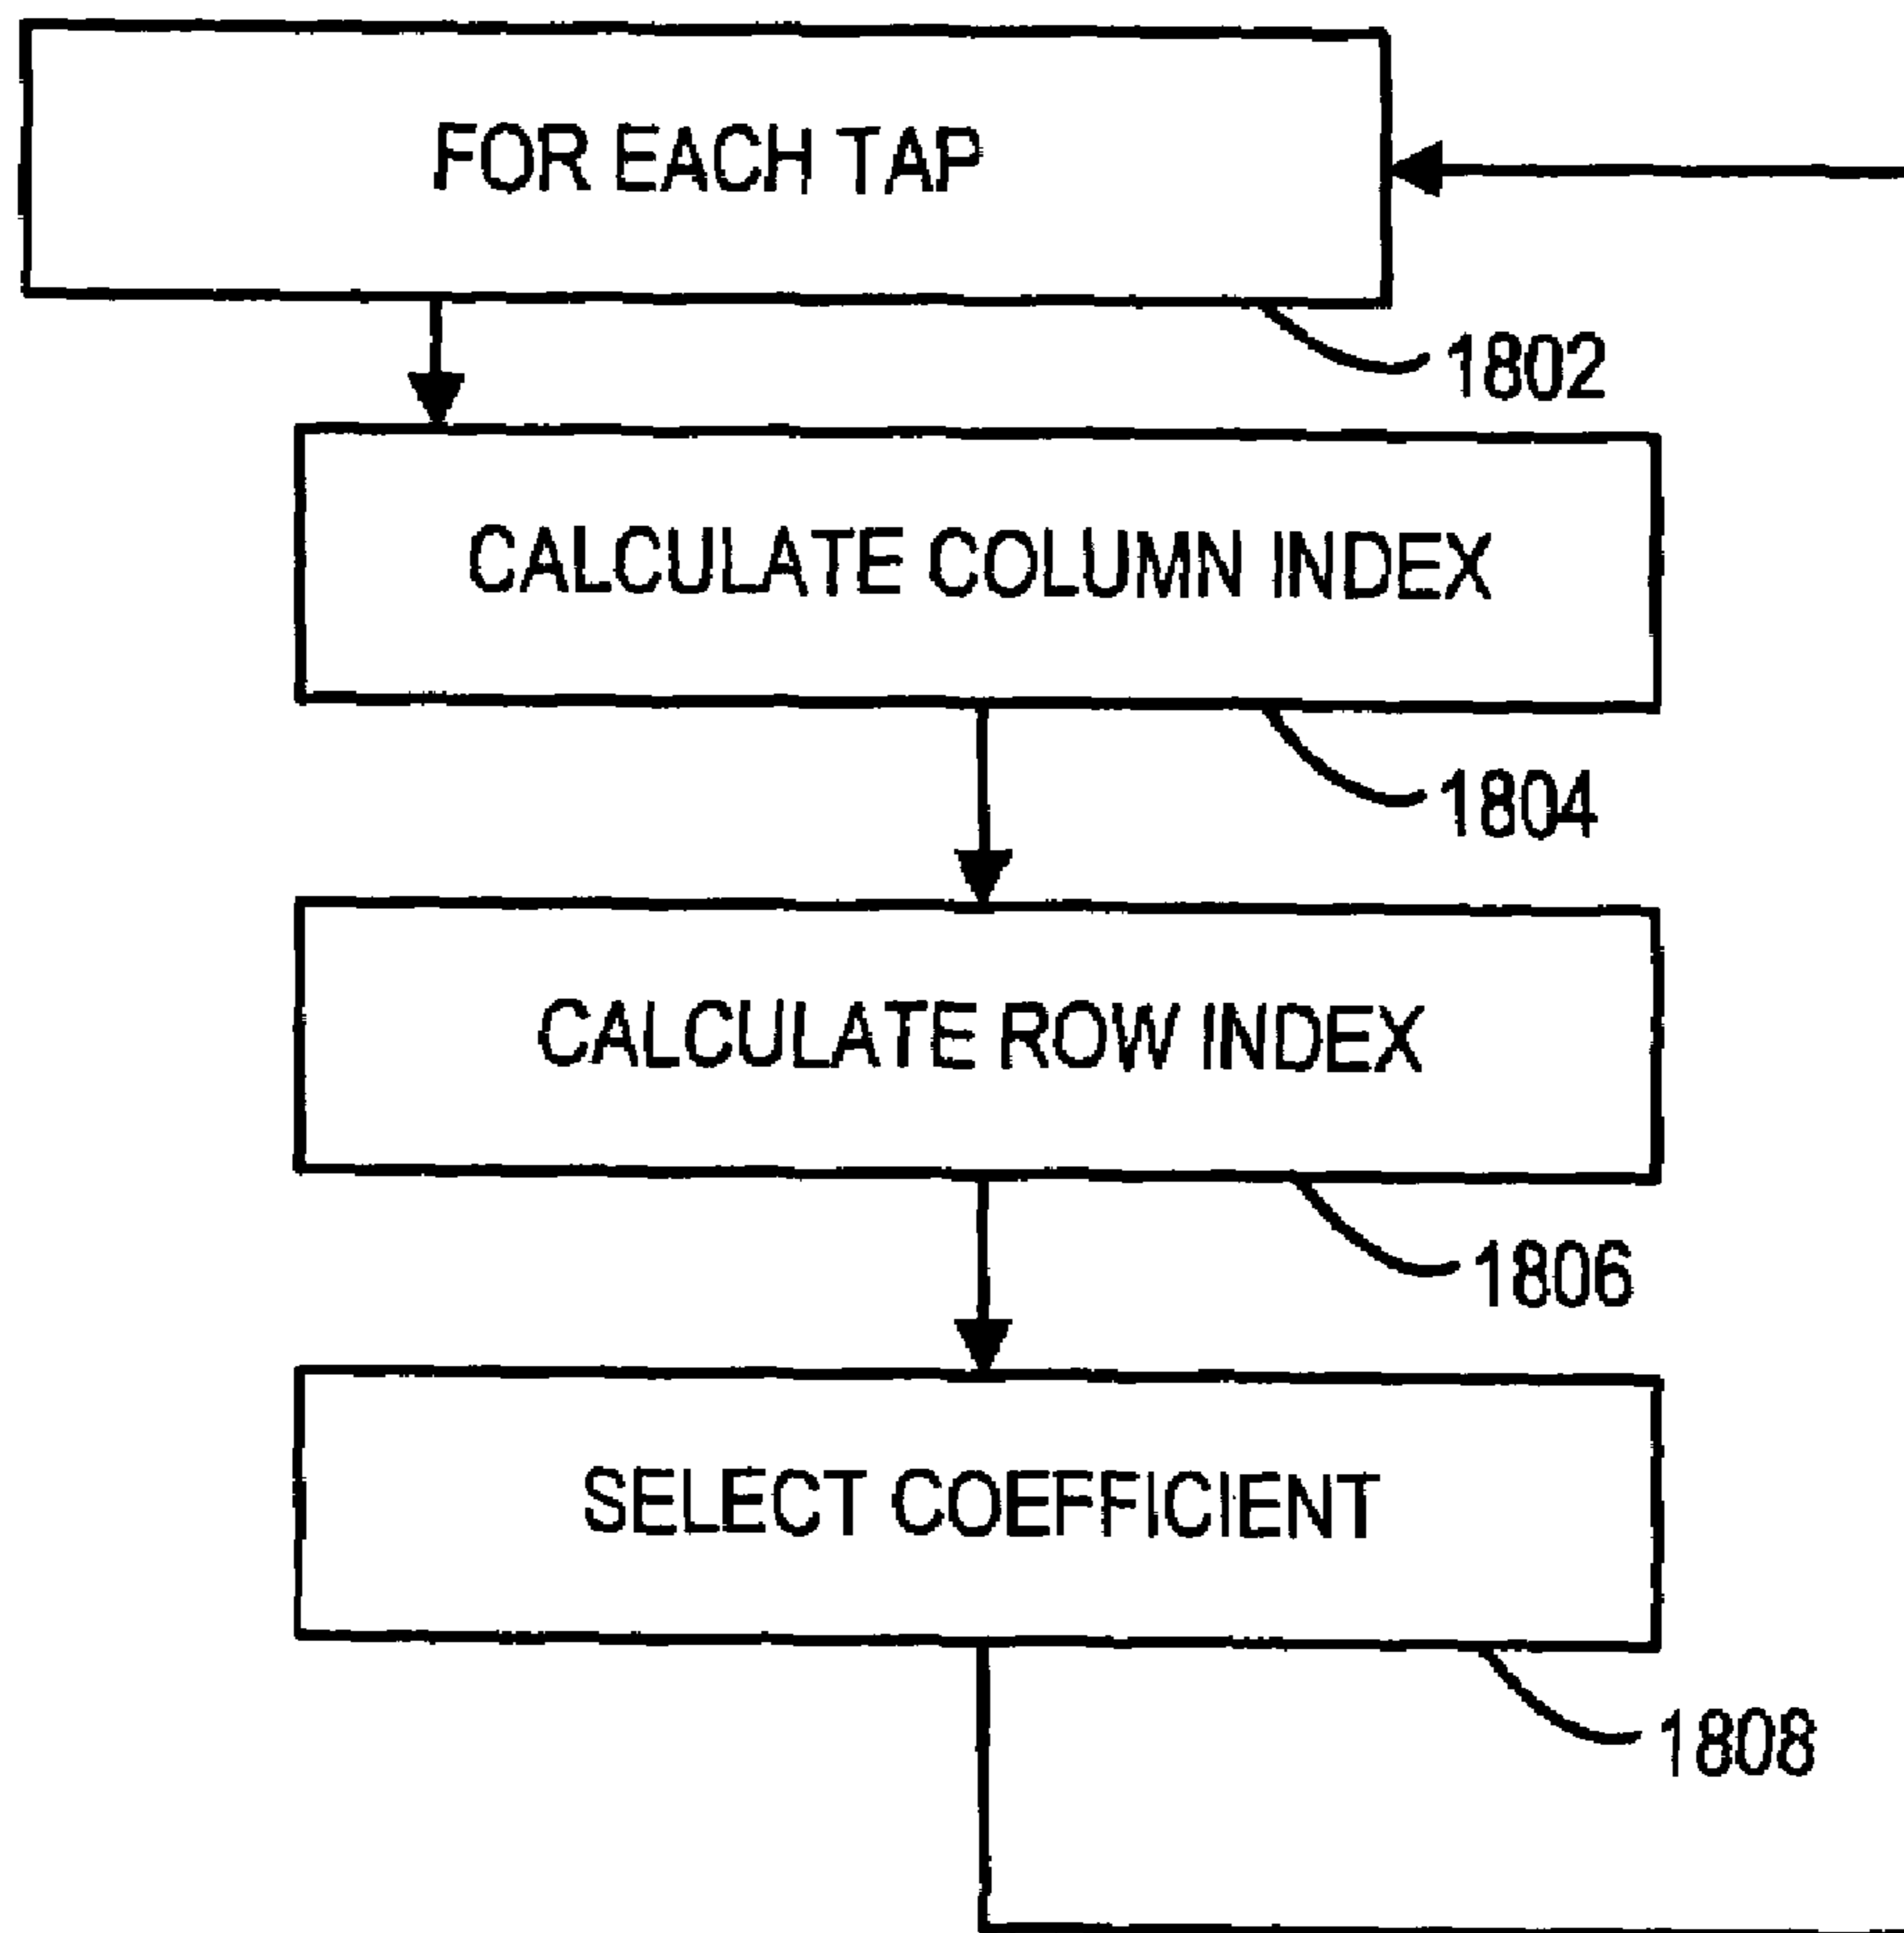 FOR EACH TAP
1802
CALCULATE COLUMN INDEX
1804
CALCULATE ROW INDEX
1806
SELECT COEFFICIENT
1808